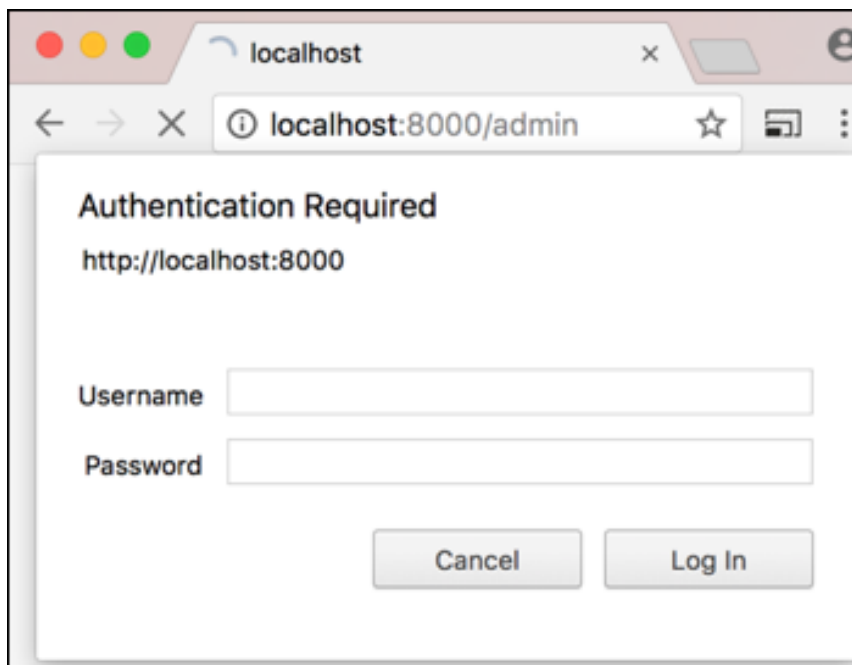 localhost
localhost:8000/admin
Authentication Required
http://localhost:8000
Username
Password
Cancel
Log In